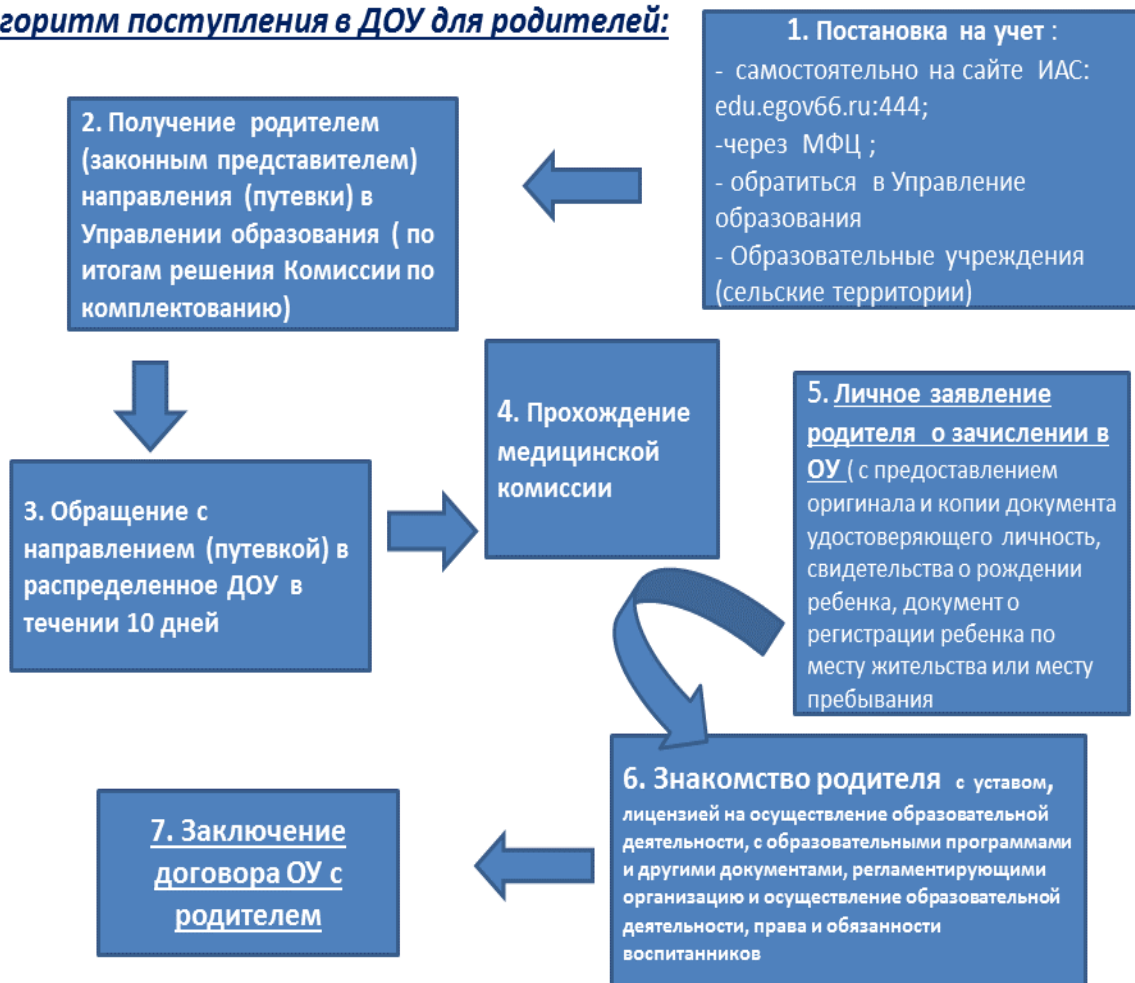 горитм поступления в ДОУ для родителей:
1. Постановка на учет :
- самостоятельно на сайте ИАС:
edu.egov66.ru:444;
-через МФЦ ;
- обратиться в Управление
образования
- Образовательные учреждения
(сельские территории)
2. Получение родителем
(законным представителем)
направления (путевки) в
Управлении образования ( по
итогам решения Комиссии по
комплектованию)
3. Обращение с
направлением (путевкой) в
распределенное ДОУ в
течении 10 дней
4. Прохождение
медицинской
комиссии
5. Личное заявление
родителя о зачислении в
ОУ ( с предоставлением
оригинала и копии документа
удостоверяющего личность,
свидетельства о рождении
ребенка, документ о
регистрации ребенка по
месту жительства или месту
пребывания
6. Знакомство родителя с уставом,
лицензией на осуществление образовательной
деятельности, с образовательными программами
и другими документами, регламентирующими
организацию и осуществление образовательной
деятельности, права и обязанности
воспитанников
7. Заключение
договора ОУ с
родителем